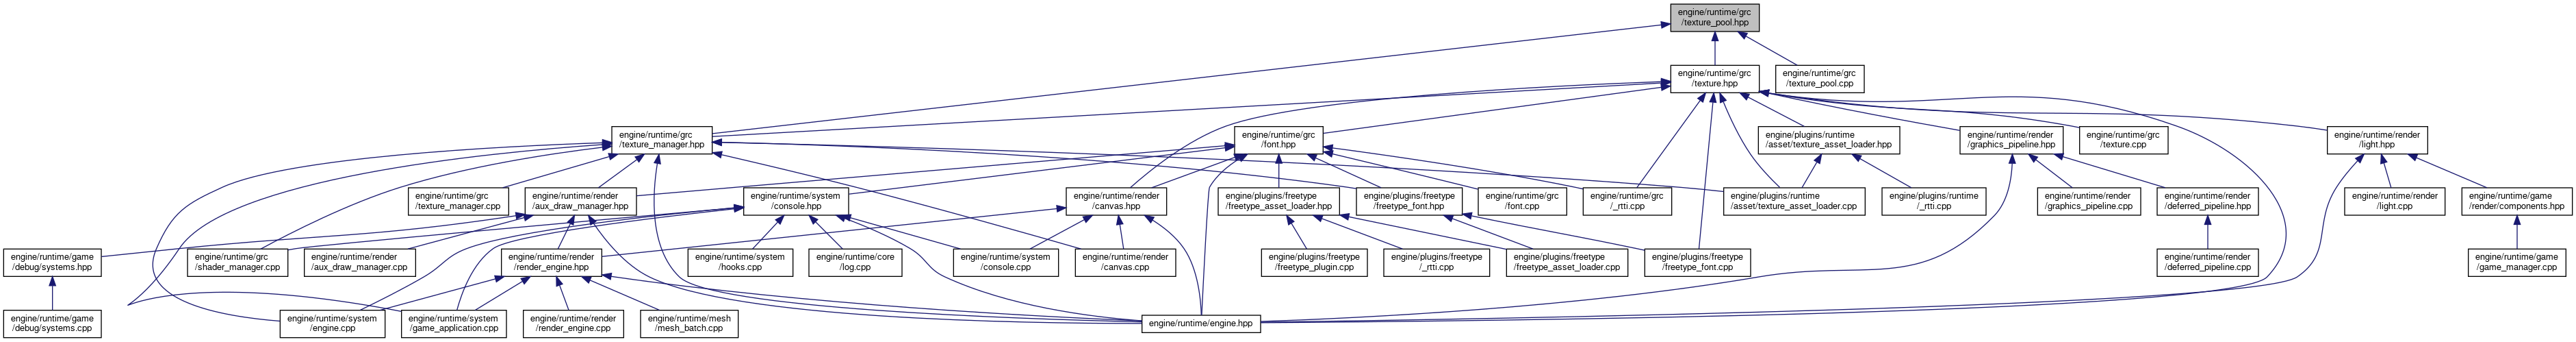 engine/runtime/grc
/texture_pool.hpp
engine/runtime/grc
/texture.hpp
engine/runtime/grc
/texture_pool.cpp
engine/runtime/grc
/texture_manager.hpp
engine/runtime/grc
/font.hpp
engine/plugins/runtime
/asset/texture_asset_loader.hpp
engine/runtime/render
/graphics_pipeline.hpp
engine/runtime/grc
/texture.cpp
engine/runtime/render
/light.hpp
engine/runtime/grc
/texture_manager.cpp
engine/runtime/render
/aux_draw_manager.hpp
engine/runtime/system
/console.hpp
engine/runtime/render
/canvas.hpp
engine/plugins/freetype
/freetype_asset_loader.hpp
engine/plugins/freetype
/freetype_font.hpp
engine/runtime/grc
/font.cpp
engine/runtime/grc
/_rtti.cpp
engine/plugins/runtime
/asset/texture_asset_loader.cpp
engine/plugins/runtime
/_rtti.cpp
engine/runtime/render
/graphics_pipeline.cpp
engine/runtime/render
/deferred_pipeline.hpp
engine/runtime/render
/light.cpp
engine/runtime/game
/render/components.hpp
engine/runtime/game
/debug/systems.hpp
engine/runtime/grc
/shader_manager.cpp
engine/runtime/render
/aux_draw_manager.cpp
engine/runtime/render
/render_engine.hpp
engine/runtime/system
/hooks.cpp
engine/runtime/core
/log.cpp
engine/runtime/system
/console.cpp
engine/runtime/render
/canvas.cpp
engine/plugins/freetype
/freetype_plugin.cpp
engine/plugins/freetype
/_rtti.cpp
engine/plugins/freetype
/freetype_asset_loader.cpp
engine/plugins/freetype
/freetype_font.cpp
engine/runtime/render
/deferred_pipeline.cpp
engine/runtime/game
/game_manager.cpp
engine/runtime/game
/debug/systems.cpp
engine/runtime/system
/engine.cpp
engine/runtime/system
/game_application.cpp
engine/runtime/render
/render_engine.cpp
engine/runtime/mesh
/mesh_batch.cpp
engine/runtime/engine.hpp